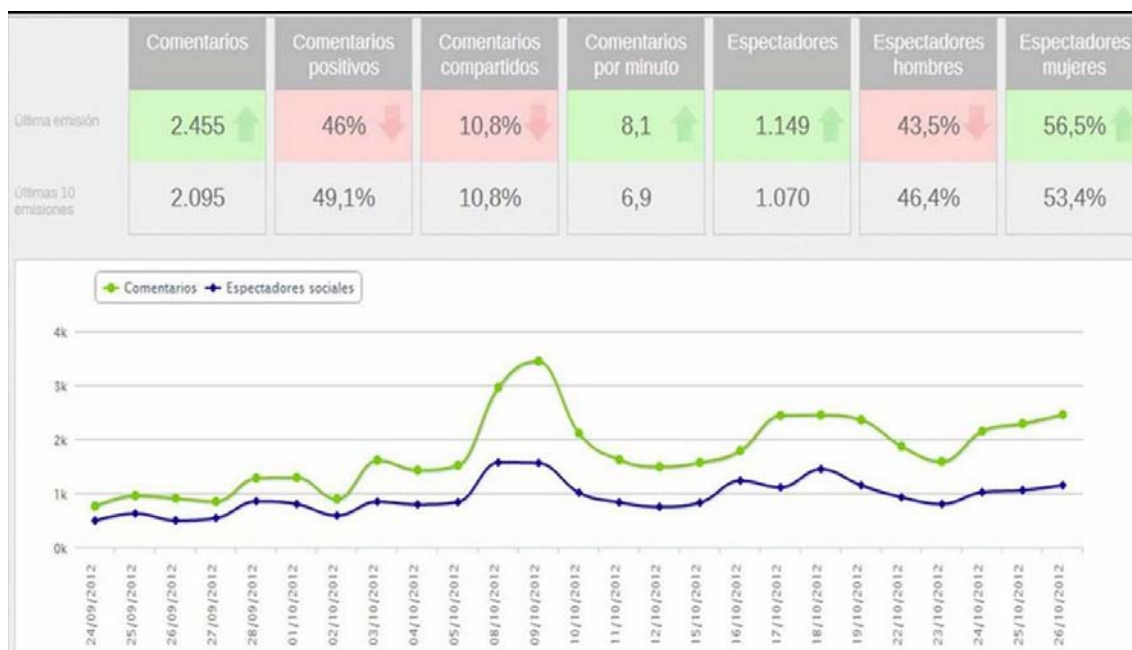 Comentarios
Comentarios
positivos
Comentarios
compartidos
Comentarios
por minuto
Espectadores
Espectadores
hombres
Espectadores
mujeres
Última emisión
2.455
46%
10,8%
8,1
1.149
43,5%
56,5%
Últimas 10
emisiones
2.095
49,1%
10,8%
6,9
1.070
46,4%
53,4%
Comentarios Espectadores sociales
4k
3k
2k
1k
0k
24/09/2012
25/09/2012
26/09/2012
27/09/2012
28/09/2012
01/10/2012
02/10/2012
03/10/2012
04/10/2012
05/10/2012
08/10/2012
09/10/2012
10/10/2012
11/10/2012
12/10/2012
15/10/2012
16/10/2012
17/10/2012
18/10/2012
19/10/2012
22/10/2012
23/10/2012
24/10/2012
25/10/2012
26/10/2012